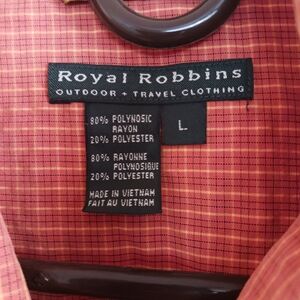 Royal Robbins
OUTDOOR + TRAVEL CLOTHING
80% POLYNOSIC
RAYON
20% POLYESTER
L
80% RAYONNE
POLYNOSIQUE
20% POLYESTER
MADE IN VIETNAM
FAIT AU VIETNAM